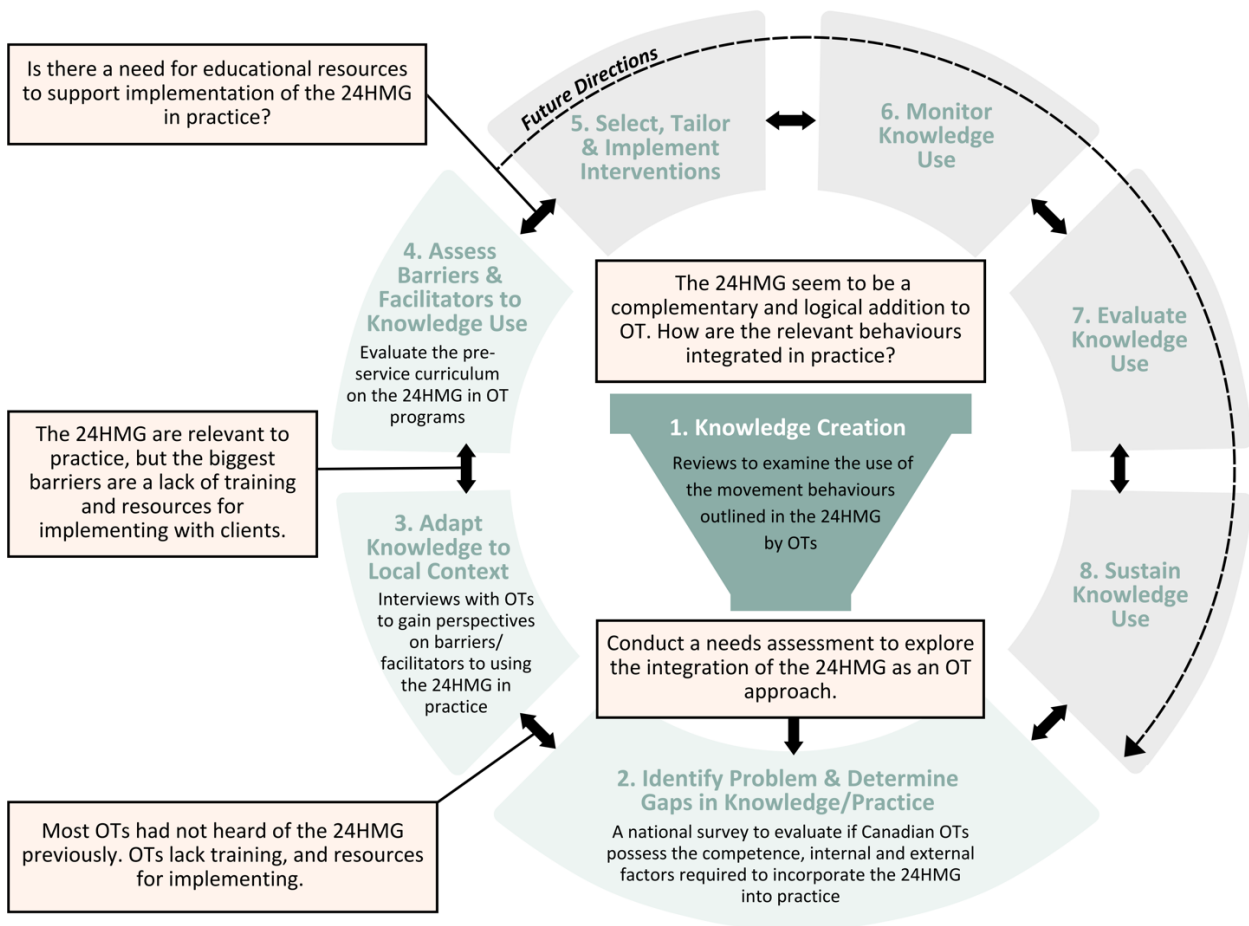 Is there a need for educational resources
to support implementation of the 24HMG
in practice?
Future Directions
5. Select, Tailor
& Implement
Interventions
6. Monitor
Knowledge
Use
7. Evaluate
Knowledge
Use
8. Sustain
Knowledge
Use
4. Assess
Barriers &
Facilitators to
Knowledge Use
Evaluate the pre-
service curriculum
on the 24HMG in OT
programs
The 24HMG seem to be a
complementary and logical addition to
OT. How are the relevant behaviours
integrated in practice?
1. Knowledge Creation
Reviews to examine the use of
the movement behaviours
outlined in the 24HMG
by OTs
The 24HMG are relevant to
practice, but the biggest
barriers are a lack of training
and resources for
implementing with clients.
3. Adapt
Knowledge to
Local Context
Interviews with OTs
to gain perspectives
on barriers/
facilitators to using
the 24HMG in
practice
Conduct a needs assessment to explore
the integration of the 24HMG as an OT
approach.
2. Identify Problem & Determine
Gaps in Knowledge/Practice
A national survey to evaluate if Canadian OTs
possess the competence, internal and external
factors required to incorporate the 24HMG
into practice
Most OTs had not heard of the 24HMG
previously. OTs lack training, and resources
for implementing.